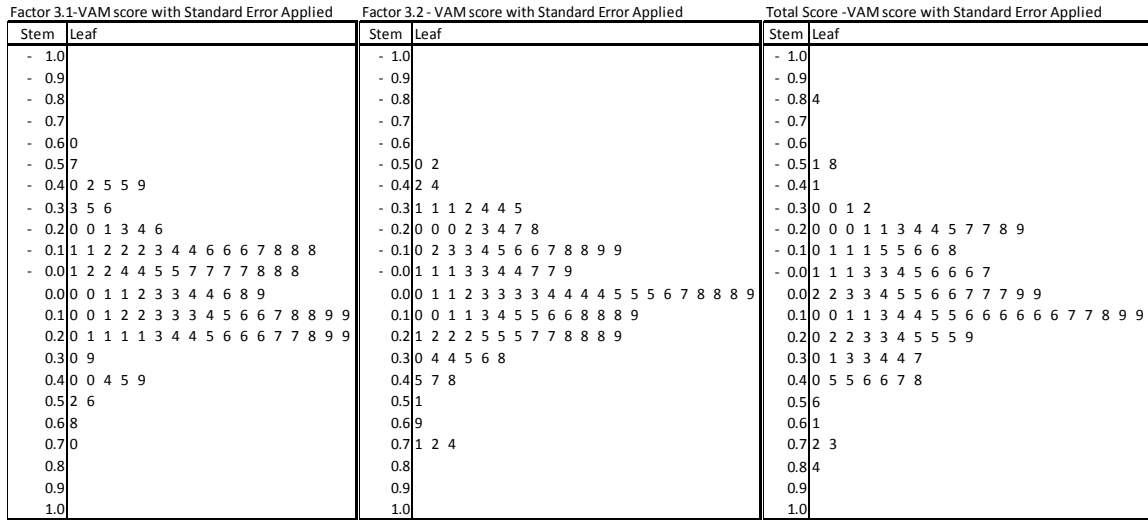 Factor 3.1-VAM score with Standard Error Applied
Stem Leaf
- 1.0
- 0.9
- 0.8
- 0.7
- 0.6 0
- 0.5 7
- 0.4 0 2 5 5 9
- 0.3 3 5 6
- 0.2 0 0 1 3 4 6
- 0.1 1 1 2 2 2 3 4 4 6 6 6 7 8 8 8
- 0.0 1 2 2 4 4 5 5 7 7 7 7 8 8 8
0.0 0 0 1 1 2 3 3 4 4 6 8 9
0.1 0 0 1 2 2 3 3 3 4 5 6 6 7 8 8 9 9
0.2 0 1 1 1 1 3 4 4 5 6 6 6 7 7 8 9 9
0.3 0 9
0.4 0 0 4 5 9
0.5 2 6
0.6 8
0.7 0
0.8
0.9
1.0
Factor 3.2 - VAM score with Standard Error Applied
Stem Leaf
- 1.0
- 0.9
- 0.8
- 0.7
- 0.6
- 0.5 0 2
- 0.4 2 4
- 0.3 1 1 1 2 4 4 5
- 0.2 0 0 0 2 3 4 7 8
- 0.1 0 2 3 3 4 5 6 6 7 8 8 9 9
- 0.0 1 1 1 3 3 4 4 7 7 9
0.0 0 1 1 2 3 3 3 3 4 4 4 4 5 5 5 6 7 8 8 8 9
0.1 0 0 1 1 3 4 5 5 6 6 8 8 8 9
0.2 1 2 2 2 5 5 5 7 7 8 8 8 9
0.3 0 4 4 5 6 8
0.4 5 7 8
0.5 1
0.6 9
0.7 1 2 4
0.8
0.9
1.0
Total Score -VAM score with Standard Error Applied
Stem Leaf
- 1.0
- 0.9
- 0.8 4
- 0.7
- 0.6
- 0.5 1 8
- 0.4 1
- 0.3 0 0 1 2
- 0.2 0 0 0 1 1 3 4 4 5 7 7 8 9
- 0.1 0 1 1 1 5 5 6 6 8
- 0.0 1 1 1 3 3 4 5 6 6 6 7
0.0 2 2 3 3 4 5 5 6 6 7 7 7 9 9
0.1 0 0 1 1 3 4 4 5 5 6 6 6 6 6 6 7 7 8 9 9
0.2 0 2 2 3 3 4 5 5 5 9
0.3 0 1 3 3 4 4 7
0.4 0 5 5 6 6 7 8
0.5 6
0.6 1
0.7 2 3
0.8 4
0.9
1.0